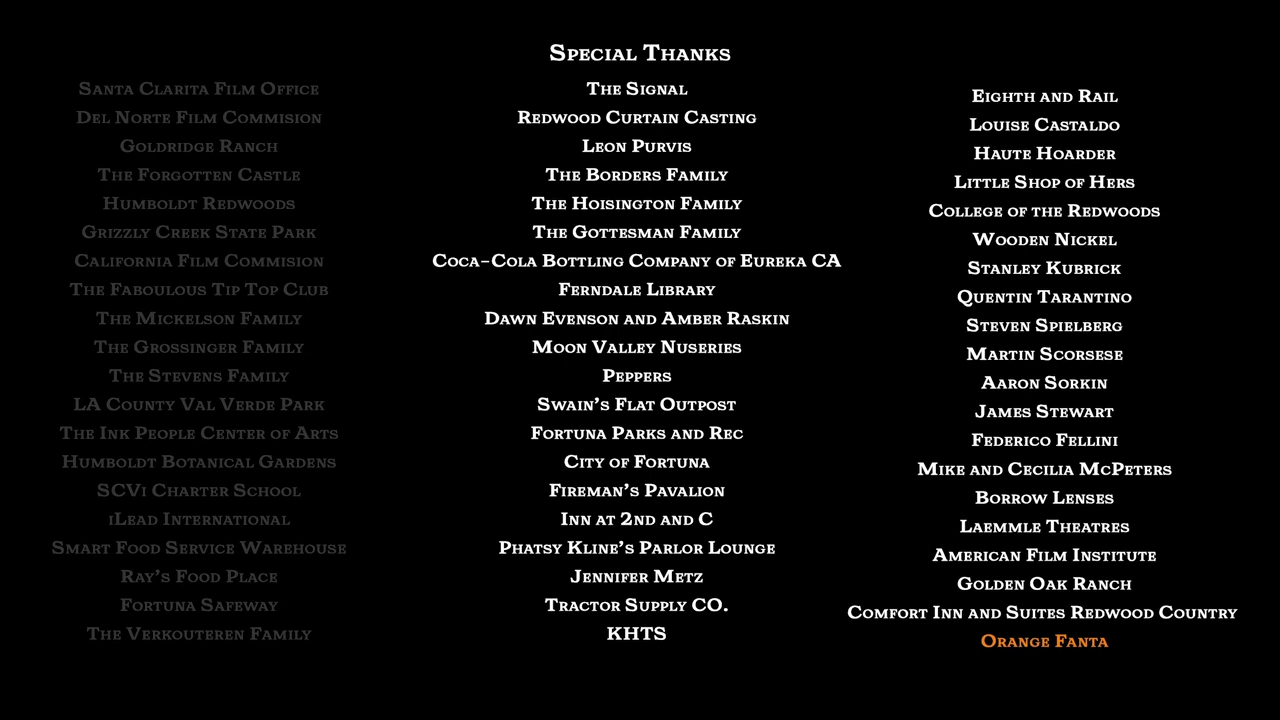 Special Thanks
Santa Clarita Film Office
Del Norte Film Commision
Goldridge Ranch
The Forgotten Castle
Humboldt Redwoods
Grizzly Creek State Park
California Film Commision
The Faboulous Tip Top Club
The Mickelson Family
The Grossinger Family
The Stevens Family
LA County Val Verde Park
The Ink People Center of Arts
Humboldt Botanical Gardens
SCVi Charter School
iLead International
Smart Food Service Warehouse
Ray's Food Place
Fortuna Safeway
The Verkouteren Family
The Signal
Redwood Curtain Casting
Leon Purvis
The Borders Family
The Hoisington Family
The Gottesman Family
Coca-Cola Bottling Company of Eureka CA
Ferndale Library
Dawn Evenson and Amber Raskin
Moon Valley Nuseries
Peppers
Swain's Flat Outpost
Fortuna Parks and Rec
City of Fortuna
Fireman's Pavalion
Inn at 2nd and C
Phatsy Kline's Parlor Lounge
Jennifer Metz
Tractor Supply CO.
KHTS
Eighth and Rail
Louise Castaldo
Haute Hoarder
Little Shop of Hers
College of the Redwoods
Wooden Nickel
Stanley Kubrick
Quentin Tarantino
Steven Spielberg
Martin Scorsese
Aaron Sorkin
James Stewart
Federico Fellini
Mike and Cecilia McPeters
Borrow Lenses
Laemmle Theatres
American Film Institute
Golden Oak Ranch
Comfort Inn and Suites Redwood Country
Orange Fanta